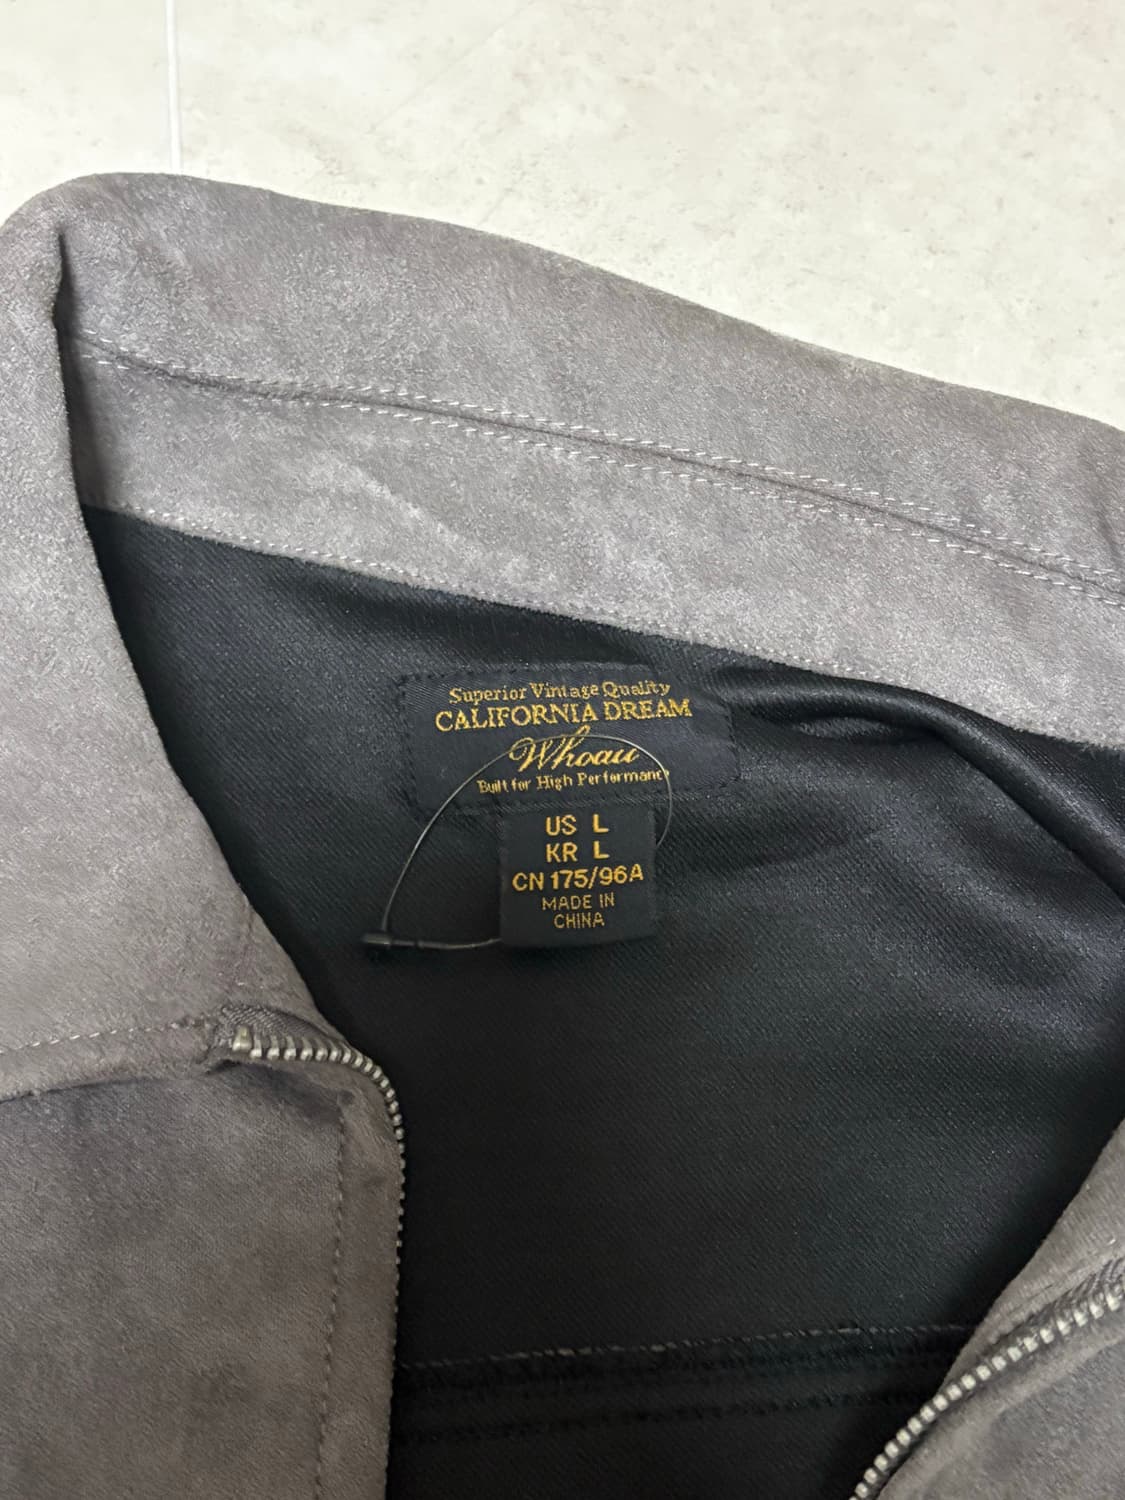 Superior Vintage Quality
CALIFORNIA DREAM
Whoau
Built for High Performance
US L
KR L
CN 175/96A
MADE IN
CHINA